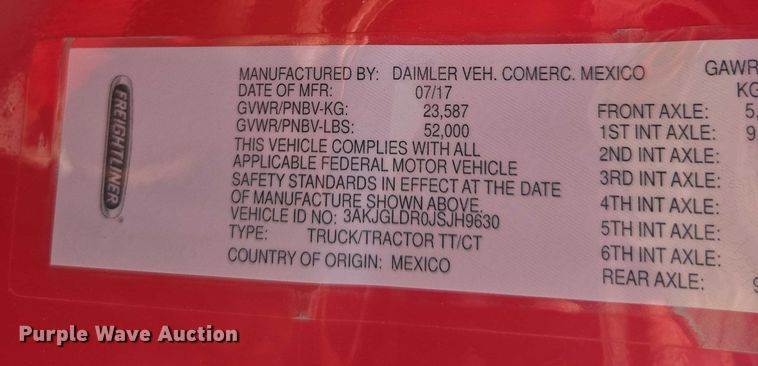 FREIGHTLINER
MANUFACTURED BY: DAIMLER VEH. COMERC. MEXICO
DATE OF MFR: 07/17
GVWR/PNBV-KG: 23,587
GVWR/PNBV-LBS: 52,000
THIS VEHICLE COMPLIES WITH ALL
APPLICABLE FEDERAL MOTOR VEHICLE
SAFETY STANDARDS IN EFFECT AT THE DATE
OF MANUFACTURE SHOWN ABOVE.
VEHICLE ID NO: 3AKJGLDR0JSJH9630
TYPE: TRUCK/TRACTOR TT/CT
COUNTRY OF ORIGIN: MEXICO
GAWR
KG
FRONT AXLE: 5,
1ST INT AXLE: 9
2ND INT AXLE:
3RD INT AXLE:
4TH INT AXLE:
5TH INT AXLE:
6TH INT AXLE:
REAR AXLE:
Purple Wave Auction